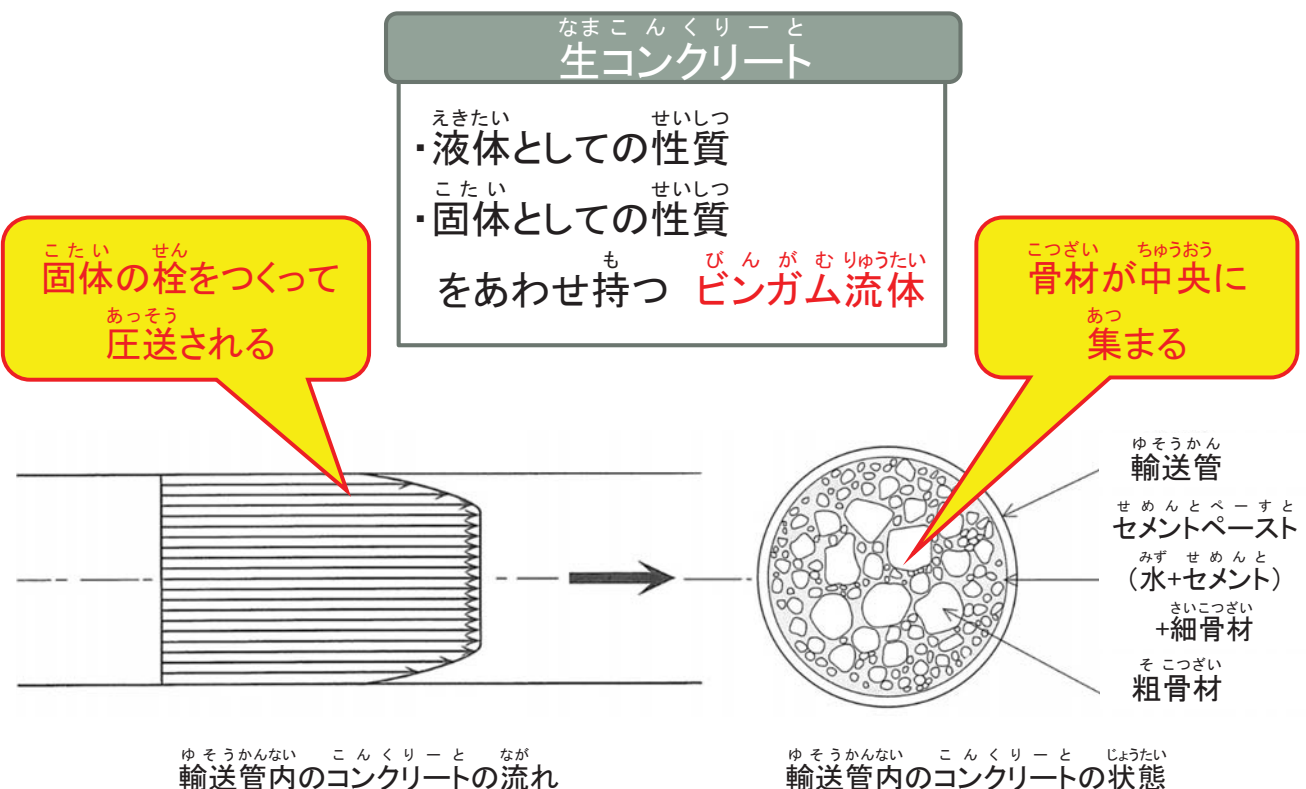 なまこんくりーと
生コンクリート
えきたい せいしつ
・液体としての性質
こたい せいしつ
・固体としての性質
も びんがむりゅうたい
をあわせ持つ ビンガム流体
こたい せん
固体の栓をつくって
あっそう
圧送される
こつざい ちゅうおう
骨材が中央に
あつ
集まる
ゆそうかん
輸送管
せめんとぺーすと
セメントペースト
みず せめんと
（水+セメント）
さいこつざい
+細骨材
そこつざい
粗骨材
ゆそうかんない こんくりーと なが
輸送管内のコンクリートの流れ
ゆそうかんない こんくりーと じょうたい
輸送管内のコンクリートの状態